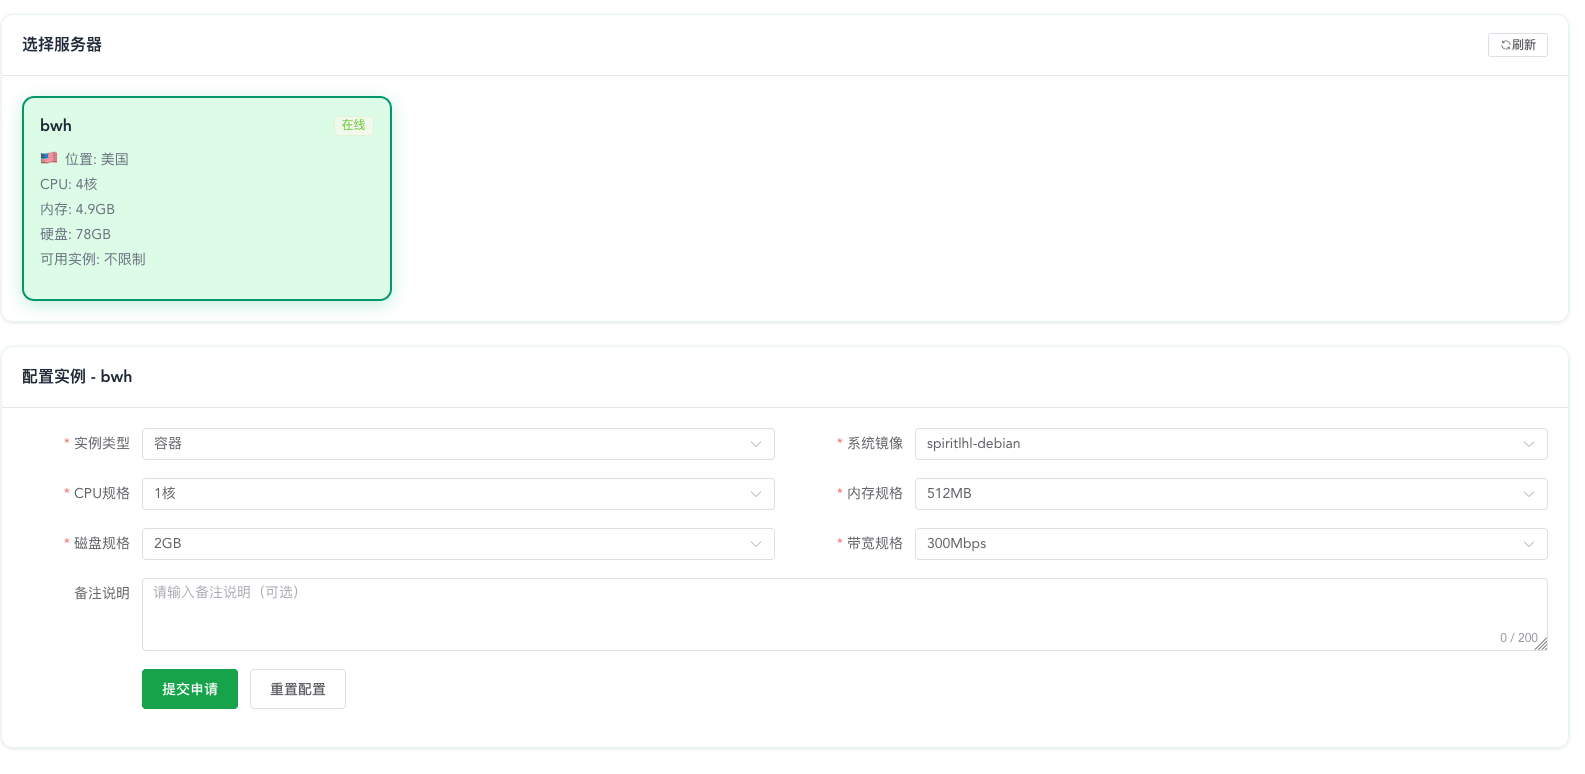 选择服务器
刷新
bwh
在线
位置: 美国
CPU: 4核
内存: 4.9GB
硬盘: 78GB
可用实例: 不限制
配置实例 - bwh
* 实例类型 容器
* 系统镜像 spiritlhl-debian
* CPU规格 1核
* 内存规格 512MB
* 磁盘规格 2GB
* 带宽规格 300Mbps
备注说明 请输入备注说明（可选）
0 / 200
提交申请 重置配置